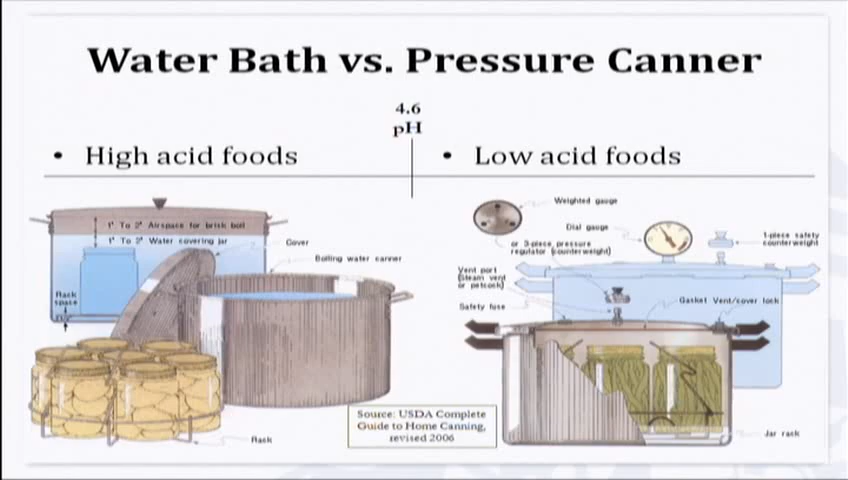 Water Bath vs. Pressure Canner
4.6
pH
• High acid foods
• Low acid foods
1" To 2" Airspace for brisk boil
1" To 2" Water covering jar
Cover
Boiling water canner
Rack
space
Rack
Source: USDA Complete
Guide to Home Canning,
revised 2006
Weighted gauge
Dial gauge
or 3-piece pressure
regulator (counterweight)
1-piece safety
counterweight
Vent port
(Steam vent
or petcock)
Safety fuse
Gasket Vent/cover lock
Jar rack